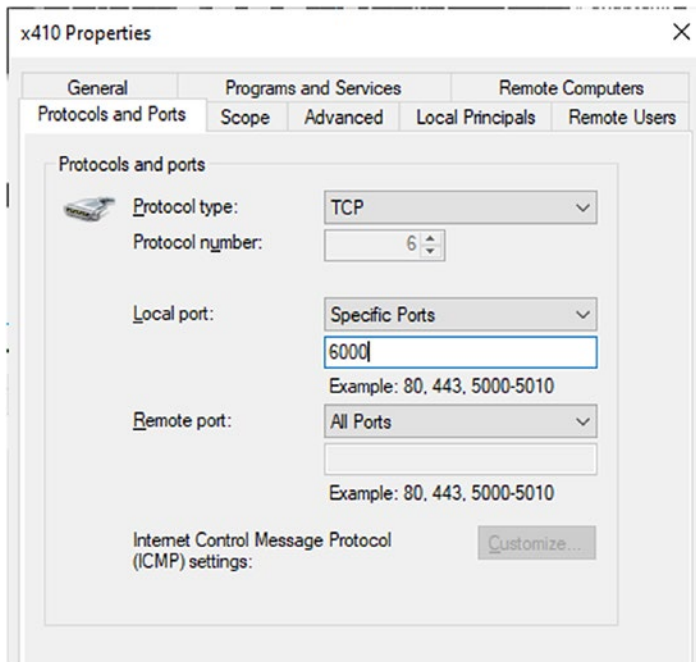 x410 Properties
General Programs and Services Remote Computers
Protocols and Ports Scope Advanced Local Principals Remote Users
Protocols and ports
Protocol type: TCP
Protocol number: 6
Local port: Specific Ports
6000
Example: 80, 443, 5000-5010
Remote port: All Ports
Example: 80, 443, 5000-5010
Internet Control Message Protocol
(ICMP) settings:
Customize...